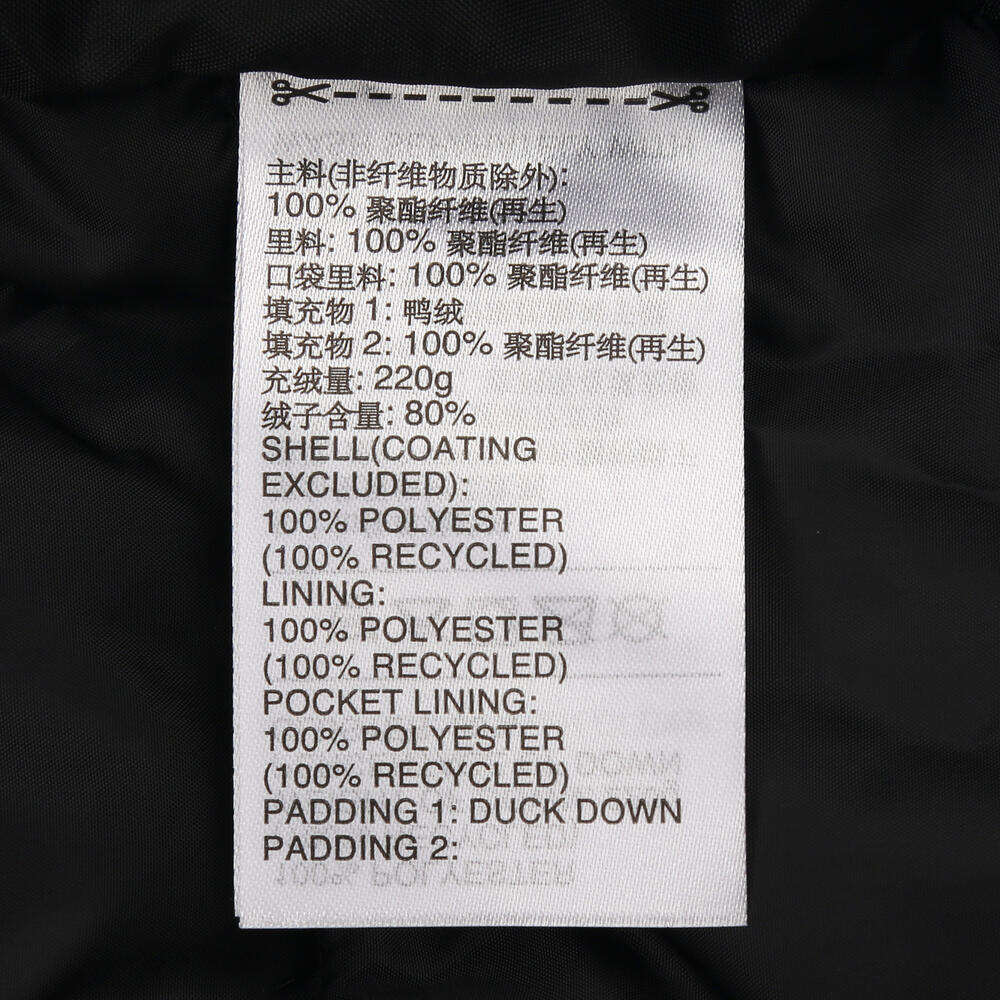 主料(非纤维物质除外):
100% 聚酯纤维(再生)
里料: 100% 聚酯纤维(再生)
口袋里料: 100% 聚酯纤维(再生)
填充物 1: 鸭绒
填充物 2: 100% 聚酯纤维(再生)
充绒量: 220g
绒子含量: 80%
SHELL(COATING
EXCLUDED):
100% POLYESTER
(100% RECYCLED)
LINING:
100% POLYESTER
(100% RECYCLED)
POCKET LINING:
100% POLYESTER
(100% RECYCLED)
PADDING 1: DUCK DOWN
PADDING 2: